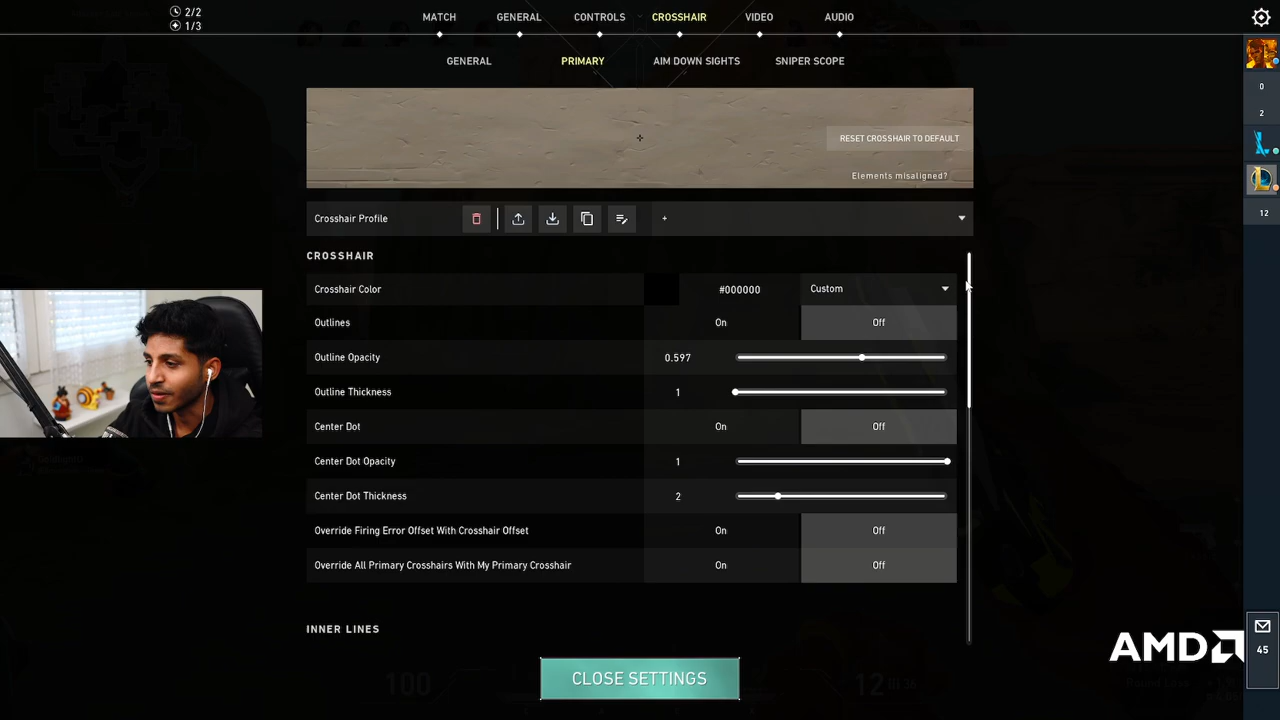 2/2
1/3
MATCH
GENERAL
CONTROLS
CROSSHAIR
VIDEO
AUDIO
GENERAL
PRIMARY
AIM DOWN SIGHTS
SNIPER SCOPE
RESET CROSSHAIR TO DEFAULT
Elements misaligned?
Crosshair Profile
+
CROSSHAIR
Crosshair Color #000000 Custom
Outlines On Off
Outline Opacity 0.597
Outline Thickness 1
Center Dot On Off
Center Dot Opacity 1
Center Dot Thickness 2
Override Firing Error Offset With Crosshair Offset On Off
Override All Primary Crosshairs With My Primary Crosshair On Off
INNER LINES
CLOSE SETTINGS
0
2
12
AMD
45
100
12
36